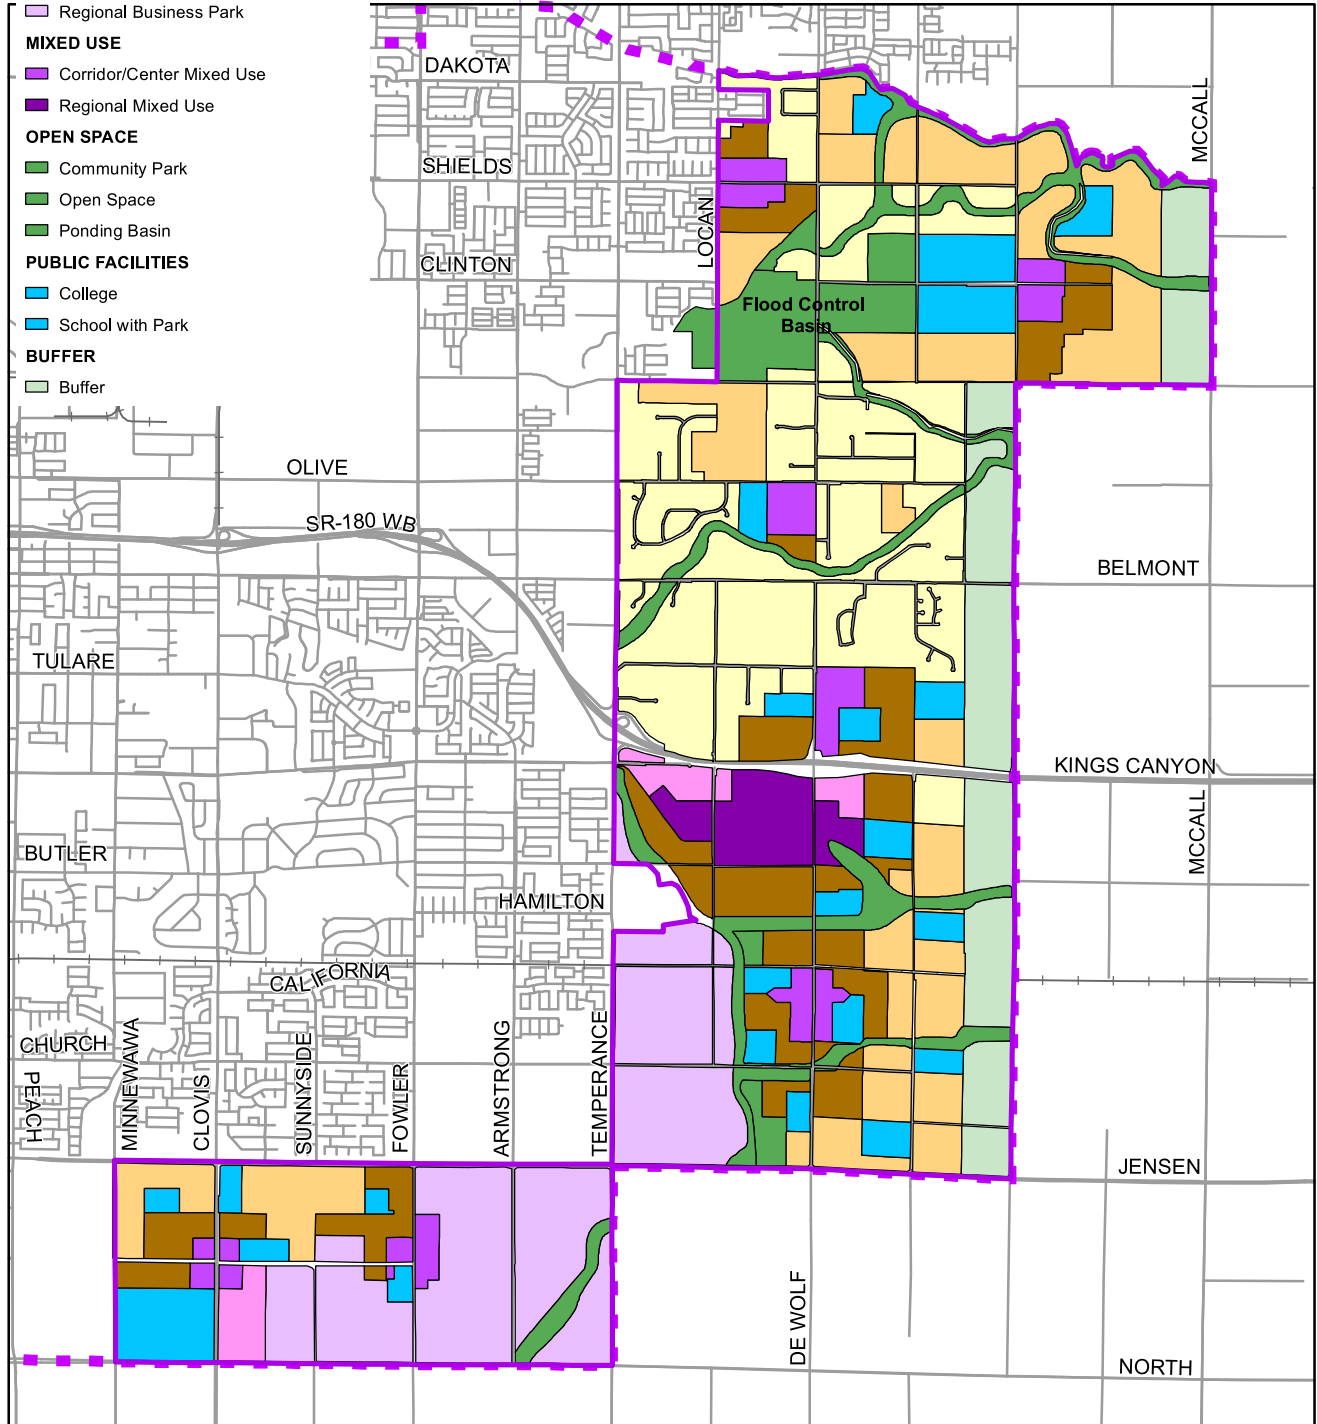 Regional Business Park
MIXED USE
Corridor/Center Mixed Use
Regional Mixed Use
OPEN SPACE
Community Park
Open Space
Ponding Basin
PUBLIC FACILITIES
College
School with Park
BUFFER
Buffer
DAKOTA
SHIELDS
CLINTON
LOCAN
MCCALL
Flood Control
Basin
OLIVE
SR-180 WB
BELMONT
TULARE
KINGS CANYON
BUTLER
MCCALL
HAMILTON
CALIFORNIA
CHURCH
PEACH
MINNEWAWA
CLOVIS
SUNNYSIDE
FOWLER
ARMSTRONG
TEMPERANCE
JENSEN
DE WOLF
NORTH